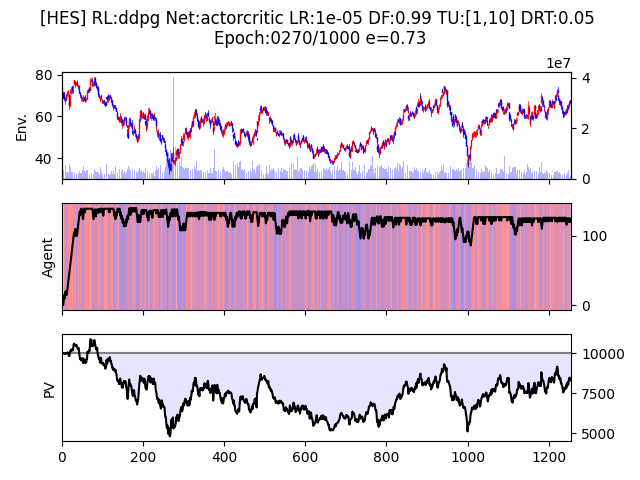 [HES] RL:ddpg Net:actorcritic LR:1e-05 DF:0.99 TU:[1,10] DRT:0.05
Epoch:0270/1000 e=0.73
1e7
80
60
40
Env.
4
2
0
Agent
100
0
PV
10000
7500
5000
0 200 400 600 800 1000 1200